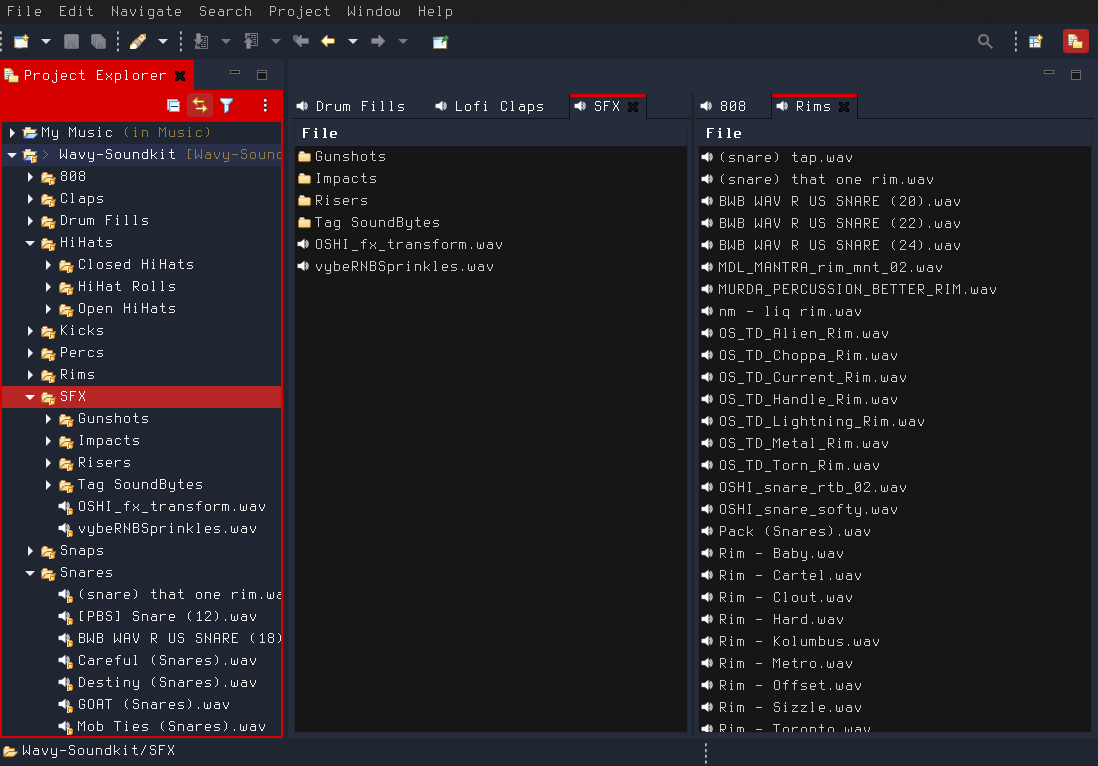 File Edit Navigate Search Project Window Help
Project Explorer
My Music (in Music)
> Wavy-Soundkit [Wavy-Sound
808
Claps
Drum Fills
HiHats
Closed HiHats
HiHat Rolls
Open HiHats
Kicks
Percs
Rims
SFX
Gunshots
Impacts
Risers
Tag SoundBytes
OSHI_fx_transform.wav
vybeRNBSprinkles.wav
Snaps
Snares
(snare) that one rim.wa
[PBS] Snare (12).wav
BWB WAV R US SNARE (18)
Careful (Snares).wav
Destiny (Snares).wav
GOAT (Snares).wav
Mob Ties (Snares).wav
Drum Fills Lofi Claps SFX
File
Gunshots
Impacts
Risers
Tag SoundBytes
OSHI_fx_transform.wav
vybeRNBSprinkles.wav
808 Rims
File
(snare) tap.wav
(snare) that one rim.wav
BWB WAV R US SNARE (20).wav
BWB WAV R US SNARE (22).wav
BWB WAV R US SNARE (24).wav
MDL_MANTRA_rim_mnt_02.wav
MURDA_PERCUSSION_BETTER_RIM.wav
nm - liq rim.wav
OS_TD_Alien_Rim.wav
OS_TD_Choppa_Rim.wav
OS_TD_Current_Rim.wav
OS_TD_Handle_Rim.wav
OS_TD_Lightning_Rim.wav
OS_TD_Metal_Rim.wav
OS_TD_Torn_Rim.wav
OSHI_snare_rtb_02.wav
OSHI_snare_softy.wav
Pack (Snares).wav
Rim - Baby.wav
Rim - Cartel.wav
Rim - Clout.wav
Rim - Hard.wav
Rim - Kolumbus.wav
Rim - Metro.wav
Rim - Offset.wav
Rim - Sizzle.wav
Rim - Toronto.wav
Wavy-Soundkit/SFX